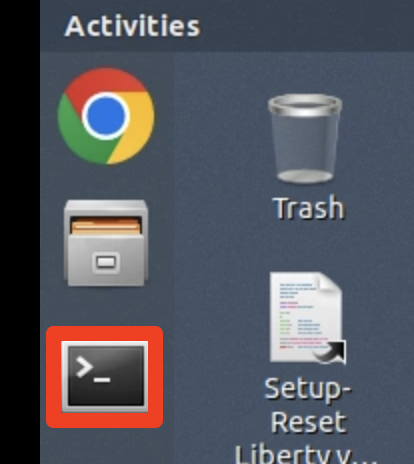 Activities
Trash
>_
Setup-
Reset
Liberty v...